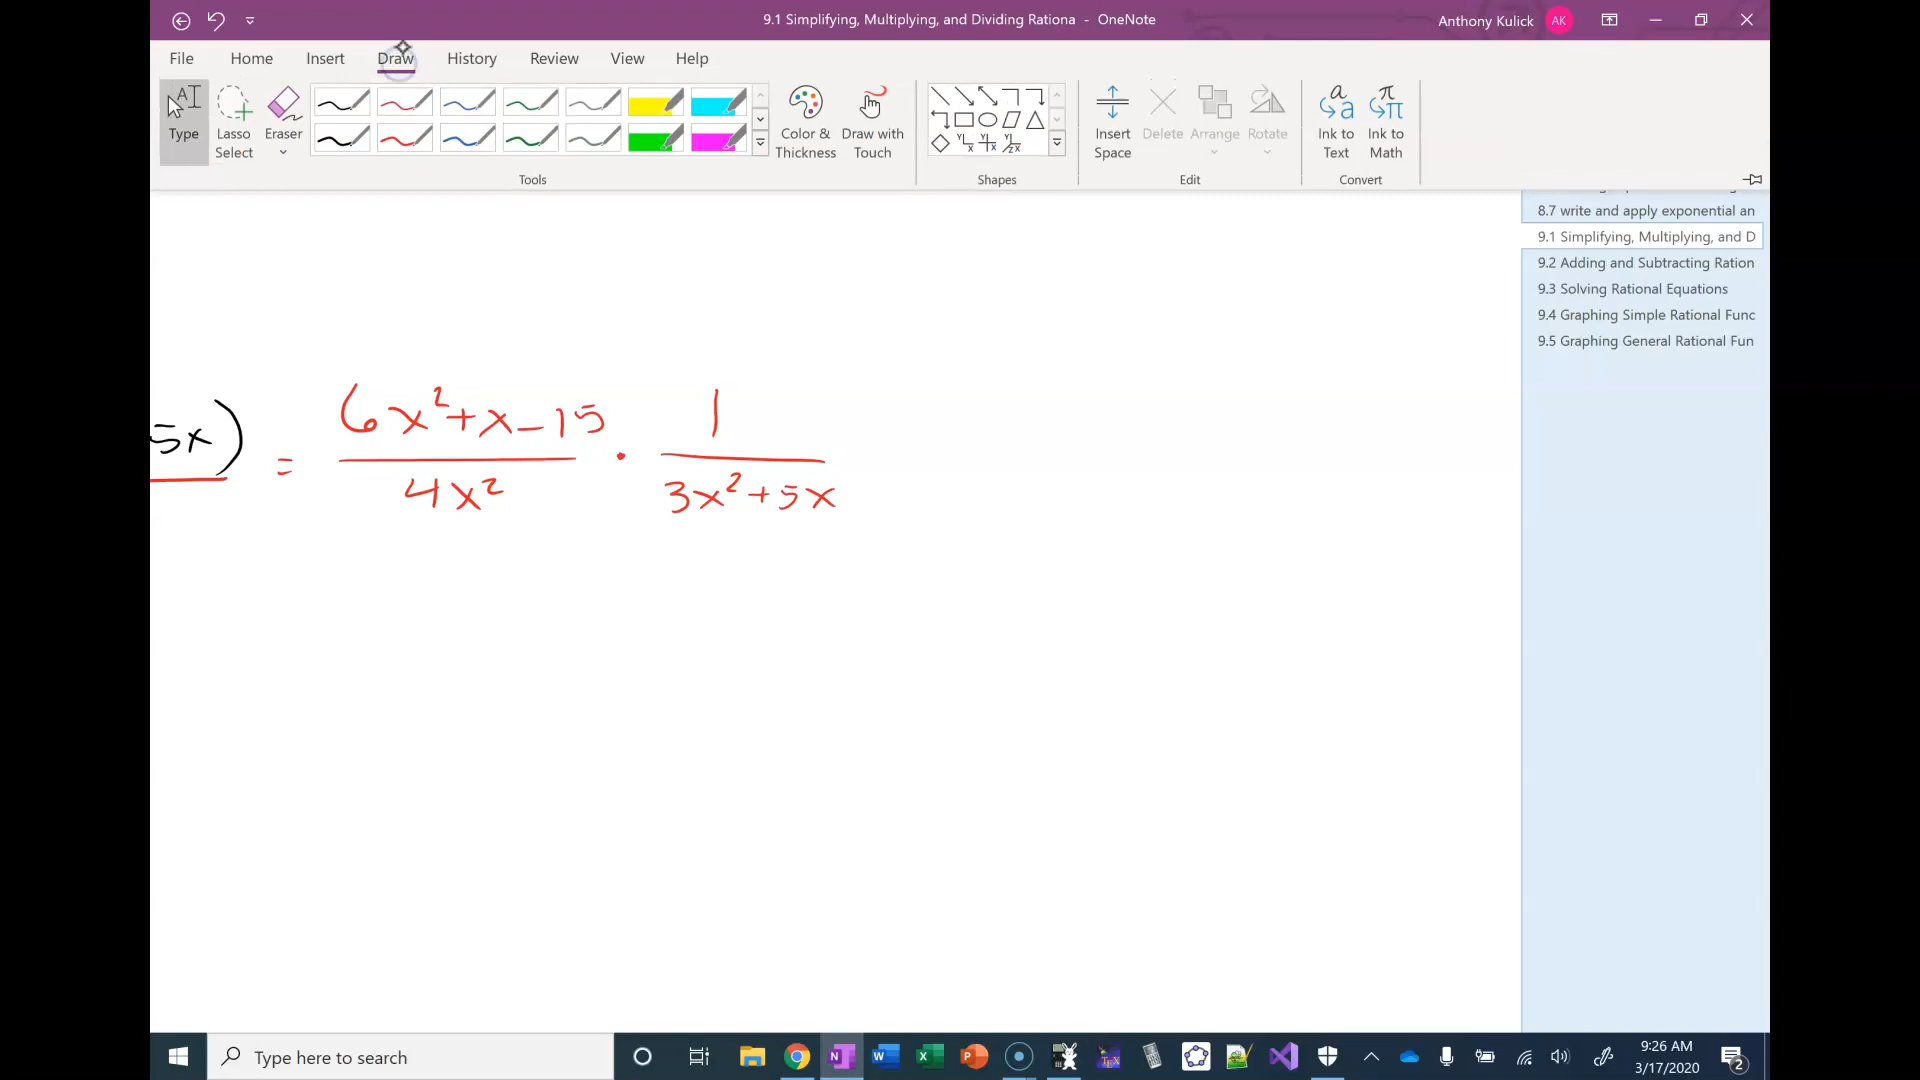 9.1 Simplifying, Multiplying, and Dividing Rationa - OneNote
Anthony Kulick AK
File Home Insert Draw History Review View Help
Type
Lasso Select
Eraser
Color & Thickness
Draw with Touch
Insert Space
Delete
Arrange
Rotate
Ink to Text
Ink to Math
Tools Shapes Edit Convert
8.7 write and apply exponential an
9.1 Simplifying, Multiplying, and D
9.2 Adding and Subtracting Ration
9.3 Solving Rational Equations
9.4 Graphing Simple Rational Func
9.5 Graphing General Rational Fun
5x) = (6x²+x-15)/(4x²) · 1/(3x²+5x)
Type here to search
9:26 AM
3/17/2020
2